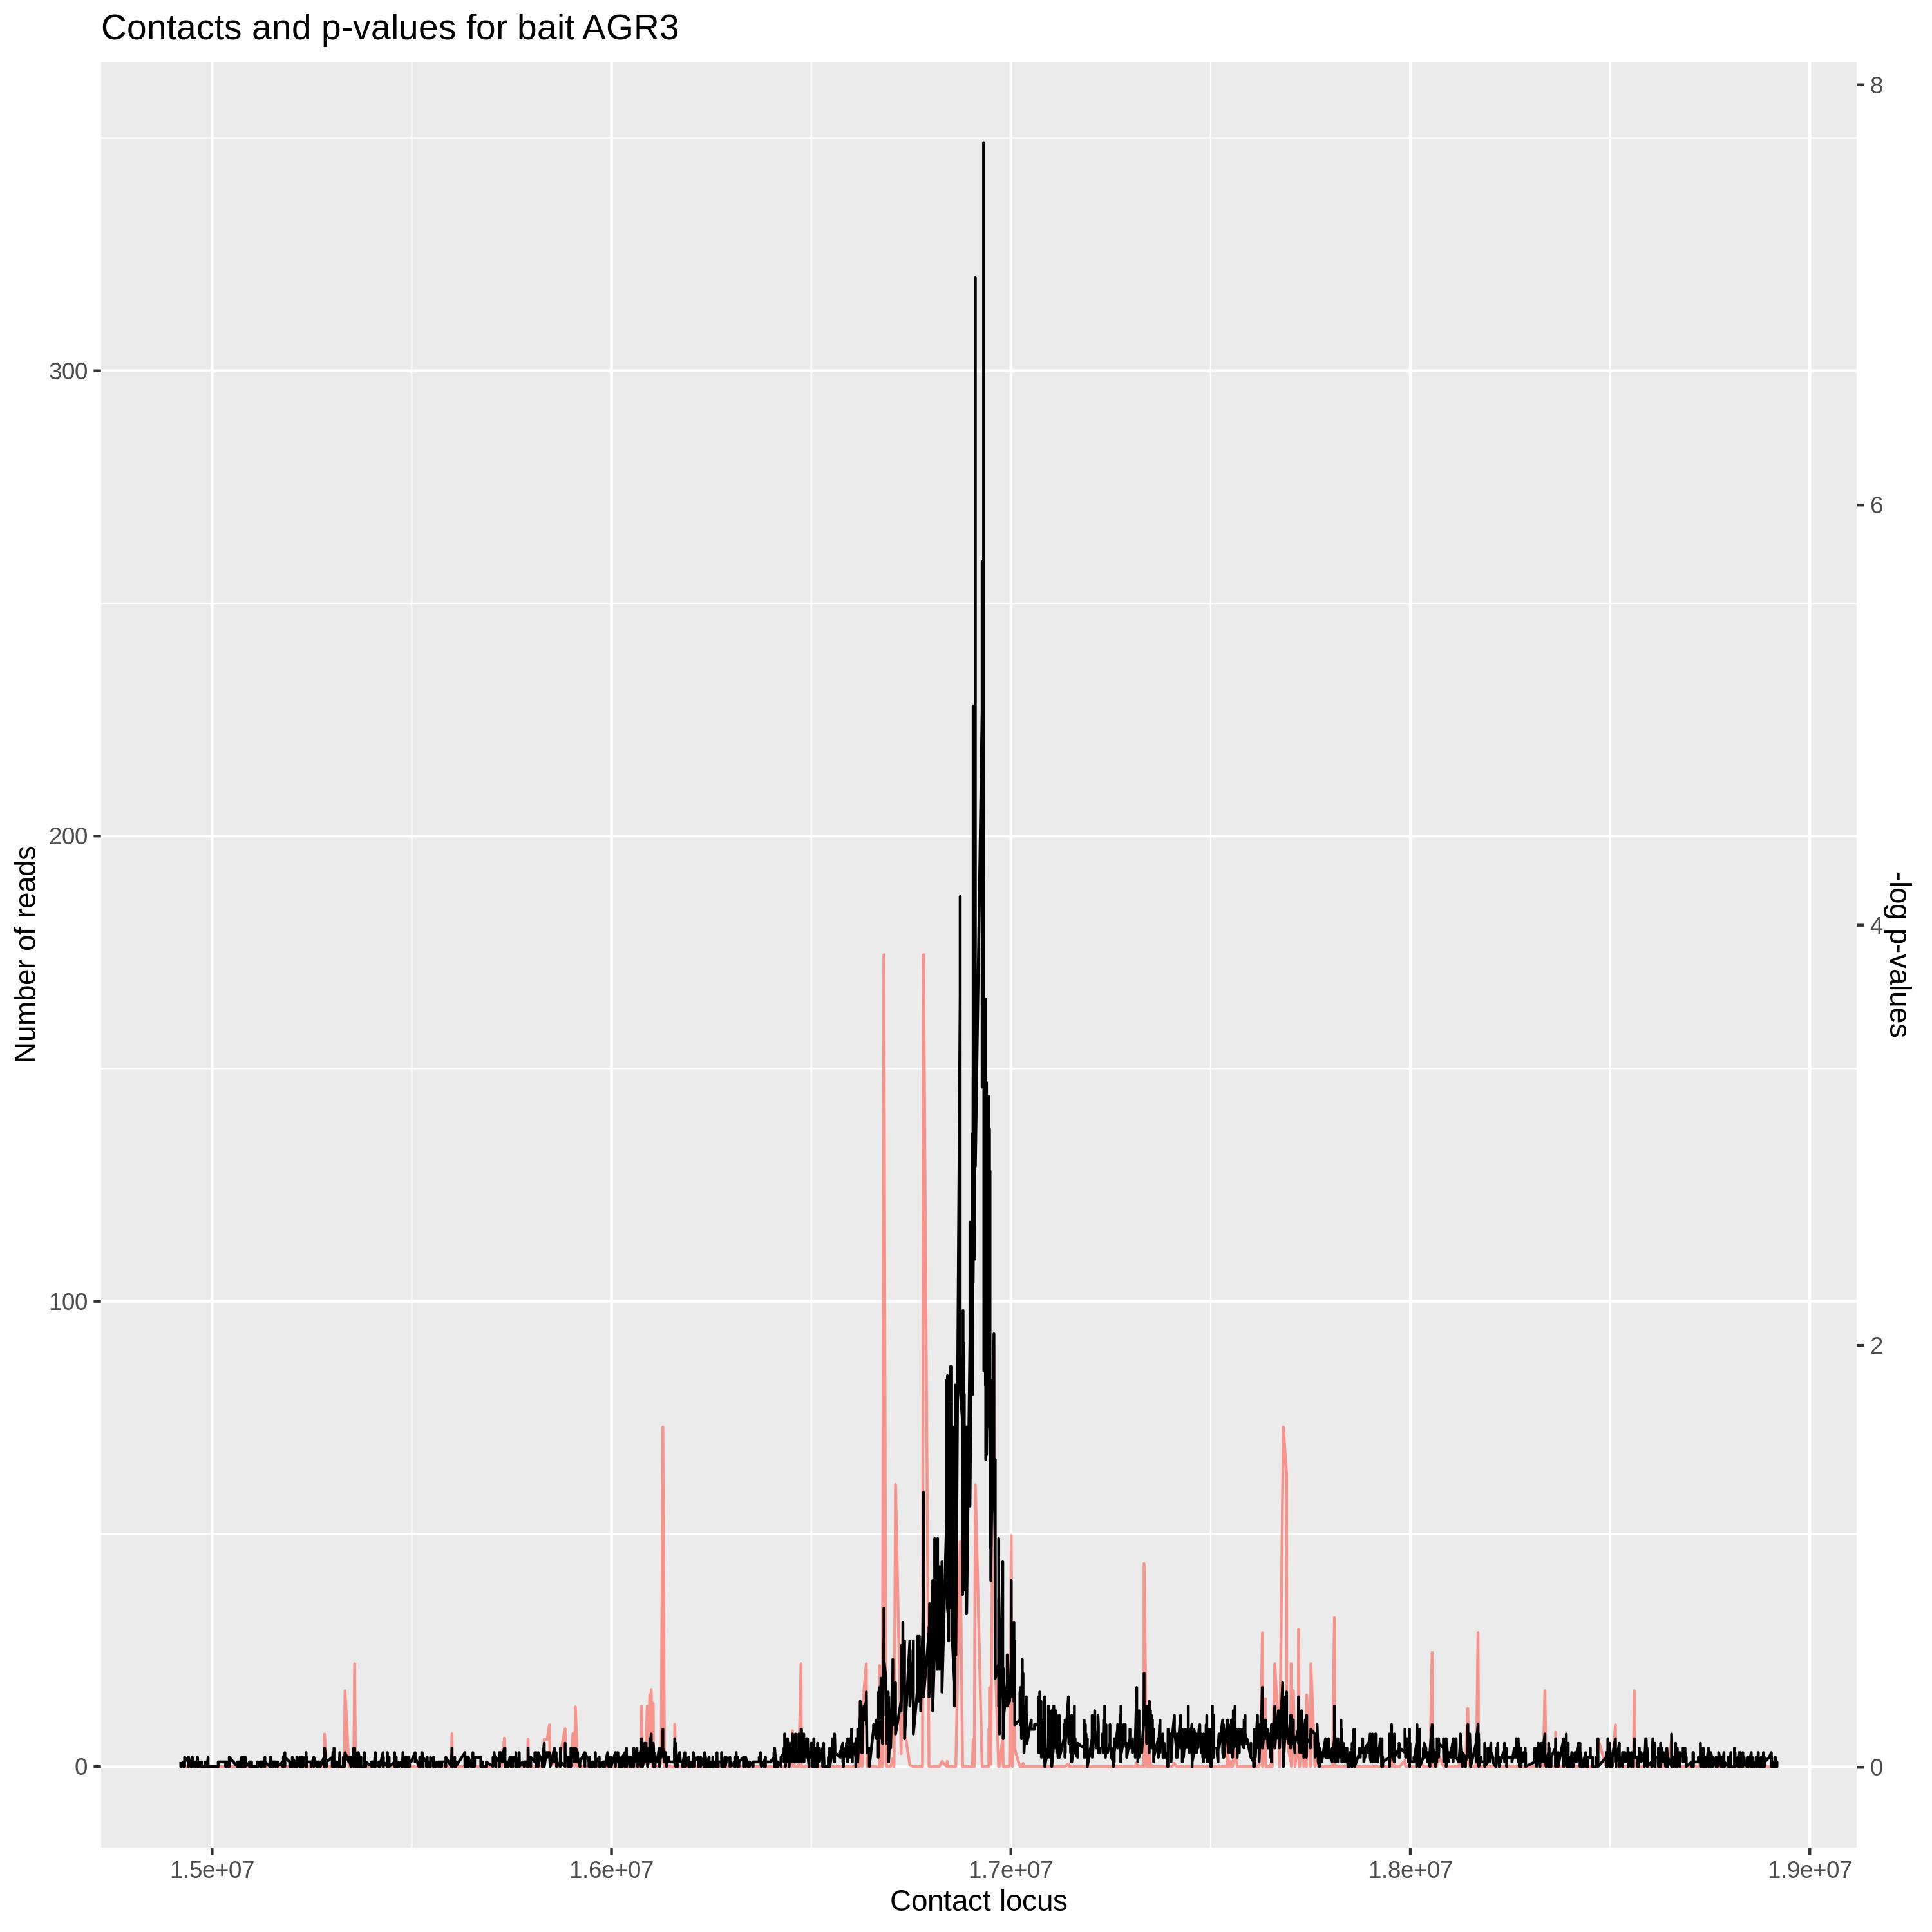 Contacts and p-values for bait AGR3
8
6
4
2
0
300
200
100
0
Number of reads
-log p-values
1.5e+07
1.6e+07
1.7e+07
1.8e+07
1.9e+07
Contact locus